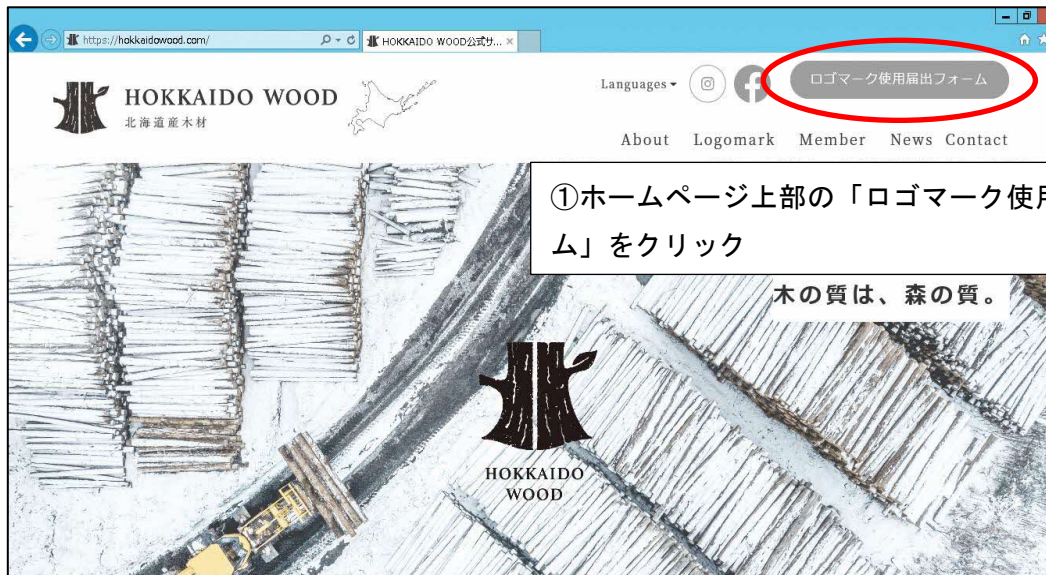 https://hokkaidowood.com/
HOKKAIDO WOOD公式サ...
HOKKAIDO WOOD
北海道産木材
Languages
ロゴマーク使用届出フォーム
About Logomark Member News Contact
①ホームページ上部の「ロゴマーク使用
ム」をクリック
木の質は、森の質。
HOKKAIDO
WOOD